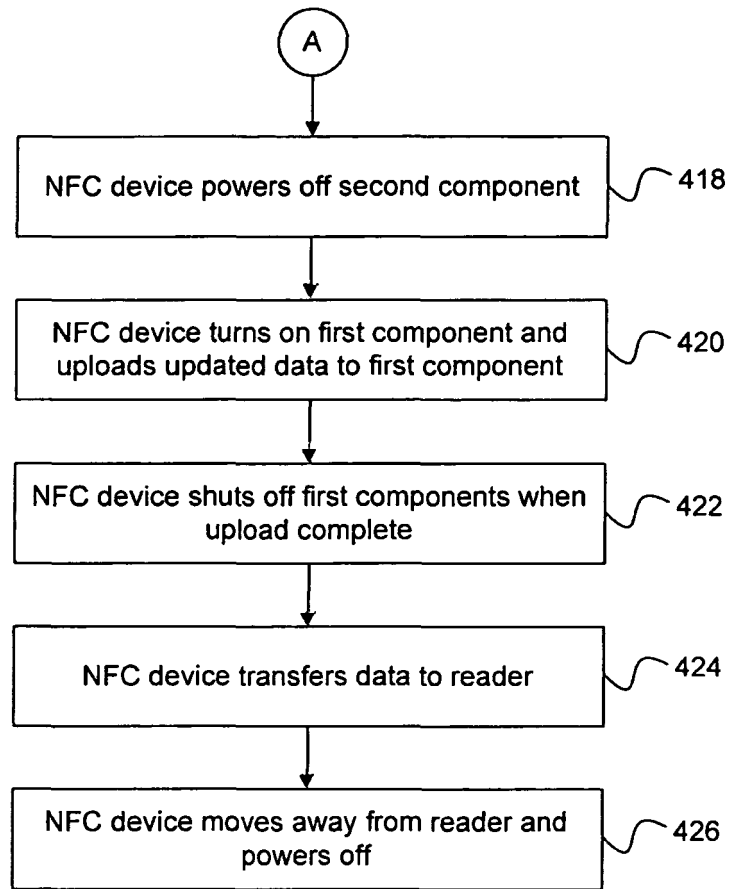 A
NFC device powers off second component
418
NFC device turns on first component and
uploads updated data to first component
420
NFC device shuts off first components when
upload complete
422
NFC device transfers data to reader
424
NFC device moves away from reader and
powers off
426